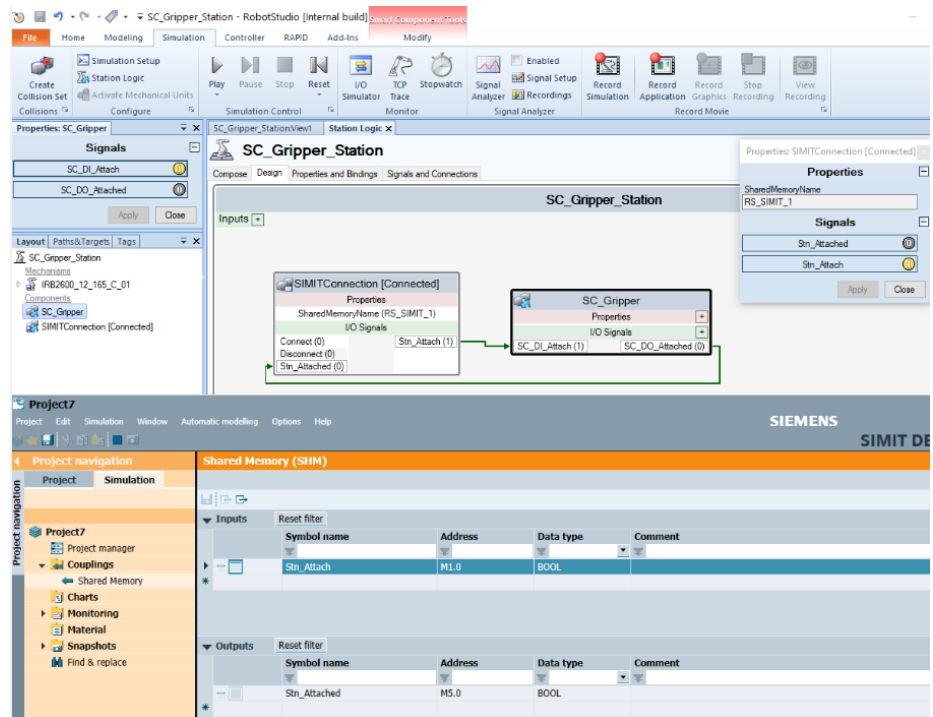 SC_Gripper_Station - RobotStudio [Internal build]
Smart Component Tools
File Home Modeling Simulation Controller RAPID Add-Ins Modify
Create Collision Set
Simulation Setup
Station Logic
Activate Mechanical Units
Play Pause Stop Reset
I/O Simulator
TCP Trace
Stopwatch
Signal Analyzer
Enabled
Signal Setup
Recordings
Record Simulation
Record Application
Record Graphics
Stop Recording
View Recording
Collisions Configure Simulation Control Monitor Signal Analyzer Record Movie
Properties: SC_Gripper
Signals
SC_DI_Attach 1
SC_DO_Attached 0
Apply Close
Layout Paths&Targets Tags
SC_Gripper_Station
Mechanisms
IRB2600_12_165_C_01
Components
SC_Gripper
SIMITConnection [Connected]
SC_Gripper_Station:View1 Station Logic
SC_Gripper_Station
Compose Design Properties and Bindings Signals and Connections
SC_Gripper_Station
Inputs +
SIMITConnection [Connected]
Properties
SharedMemoryName (RS_SIMIT_1)
I/O Signals
Connect (0) Stn_Attach (1)
Disconnect (0)
Stn_Attached (0)
SC_Gripper
Properties +
I/O Signals +
SC_DI_Attach (1) SC_DO_Attached (0)
Properties: SIMITConnection [Connected]
Properties
SharedMemoryName
RS_SIMIT_1
Signals
Stn_Attached 0
Stn_Attach 1
Apply Close
Project7
Project Edit Simulation Window Automatic modelling Options Help
SIEMENS
SIMIT DE
Project navigation
Project navigation
Project Simulation
Project7
Project manager
Couplings
Shared Memory
Charts
Monitoring
Material
Snapshots
Find & replace
Shared Memory (SHM)
Inputs Reset filter
Symbol name Address Data type Comment
Stn_Attach M1.0 BOOL
Outputs Reset filter
Symbol name Address Data type Comment
Stn_Attached M5.0 BOOL